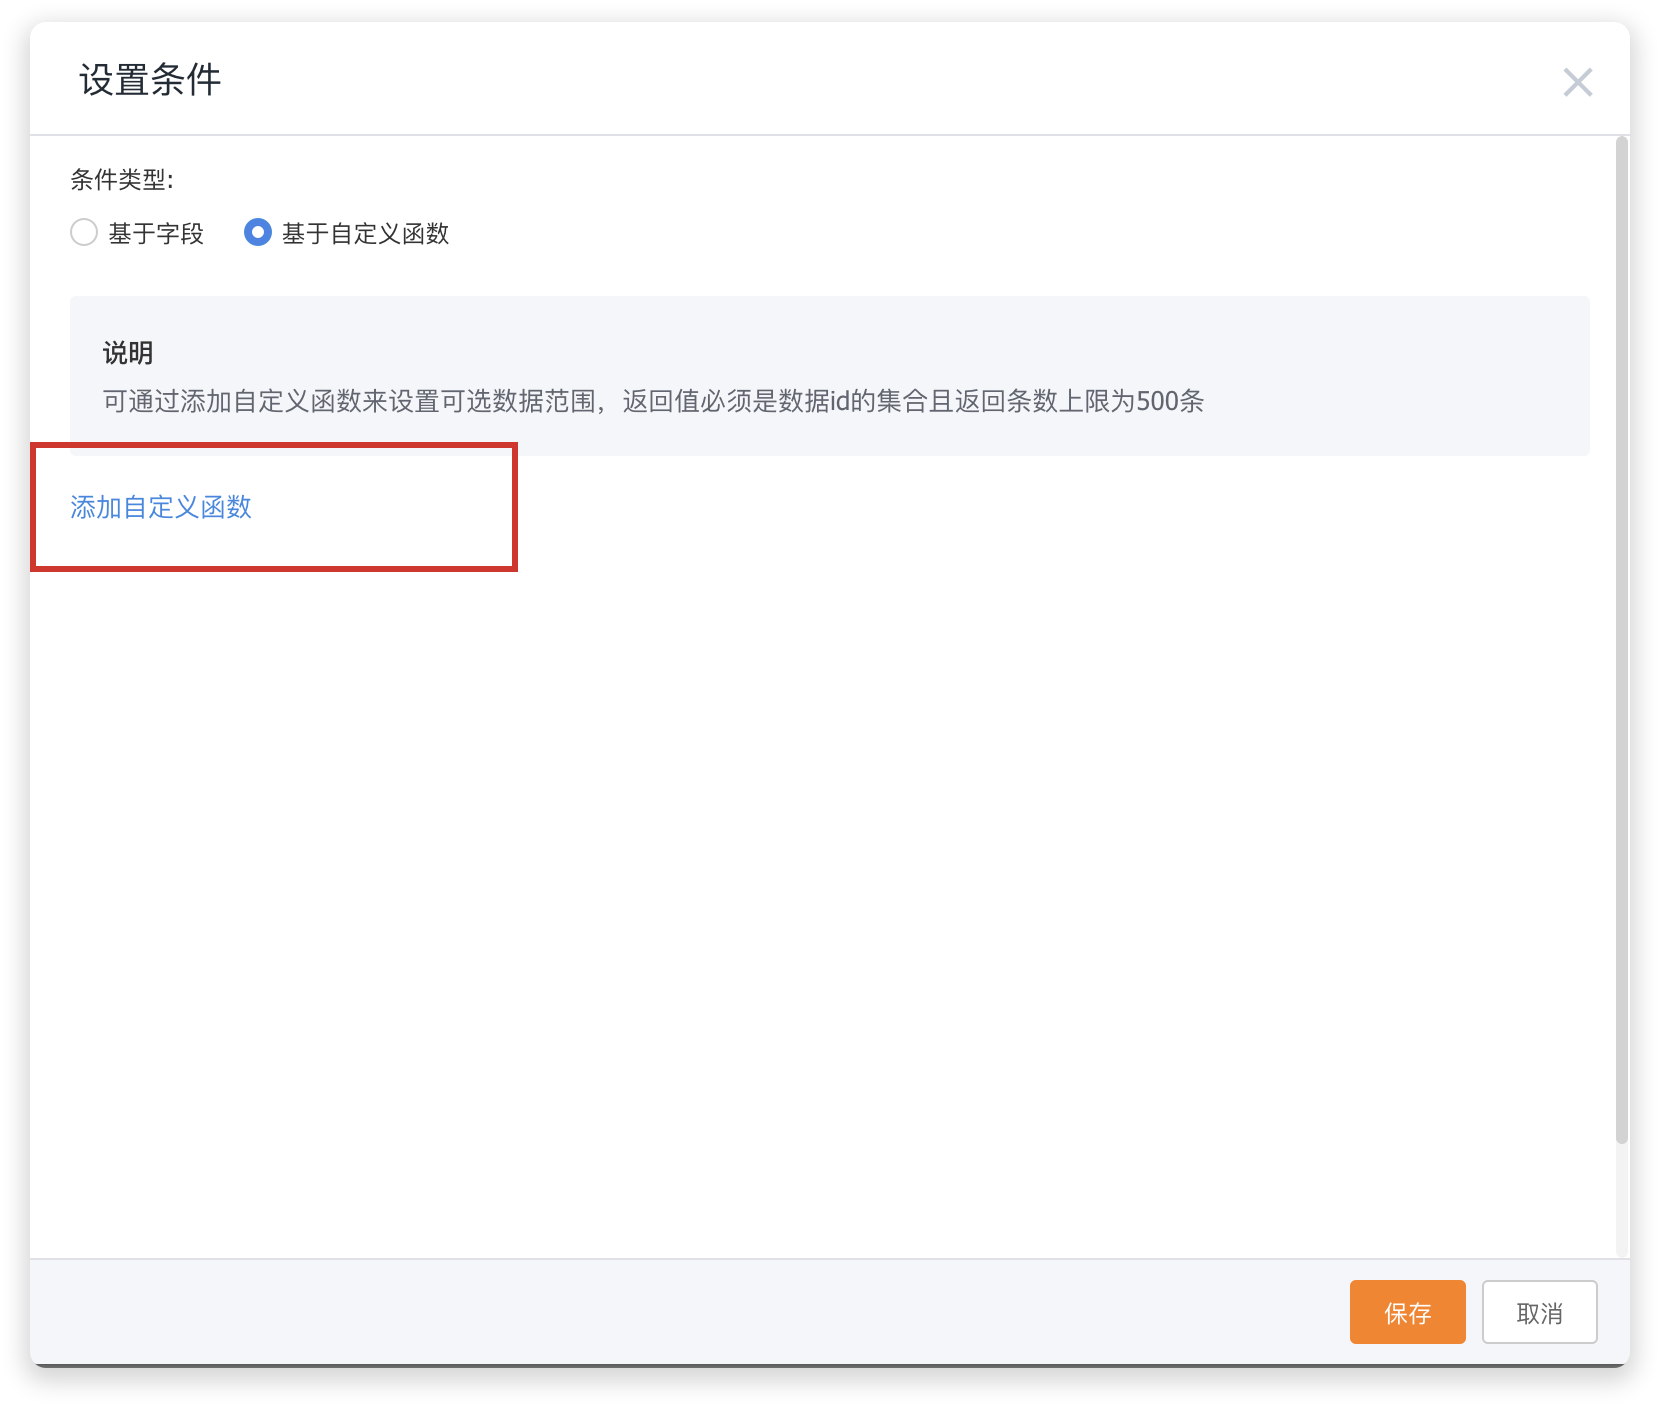 设置条件
条件类型:
基于字段 基于自定义函数
说明
可通过添加自定义函数来设置可选数据范围，返回值必须是数据id的集合且返回条数上限为500条
添加自定义函数
保存 取消